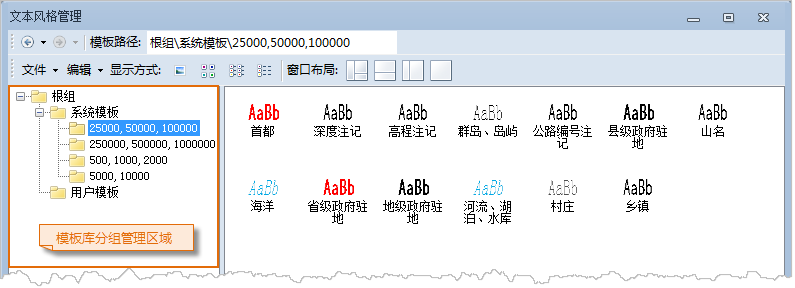 文本风格管理
模板路径: 根组\系统模板\25000,50000,100000
文件 编辑 显示方式: 窗口布局:
根组
系统模板
25000, 50000, 100000
250000, 500000, 1000000
500, 1000, 2000
5000, 10000
用户模板
模板库分组管理区域
AaBb AaBb AaBb AaBb AaBb AaBb AaBb
首都 深度注记 高程注记 群岛、岛屿 公路编号注 县级政府驻 山名
记 地
AaBb AaBb AaBb AaBb AaBb AaBb
海洋 省级政府驻 地级政府驻 河流、湖 村庄 乡镇
地 地 泊、水库